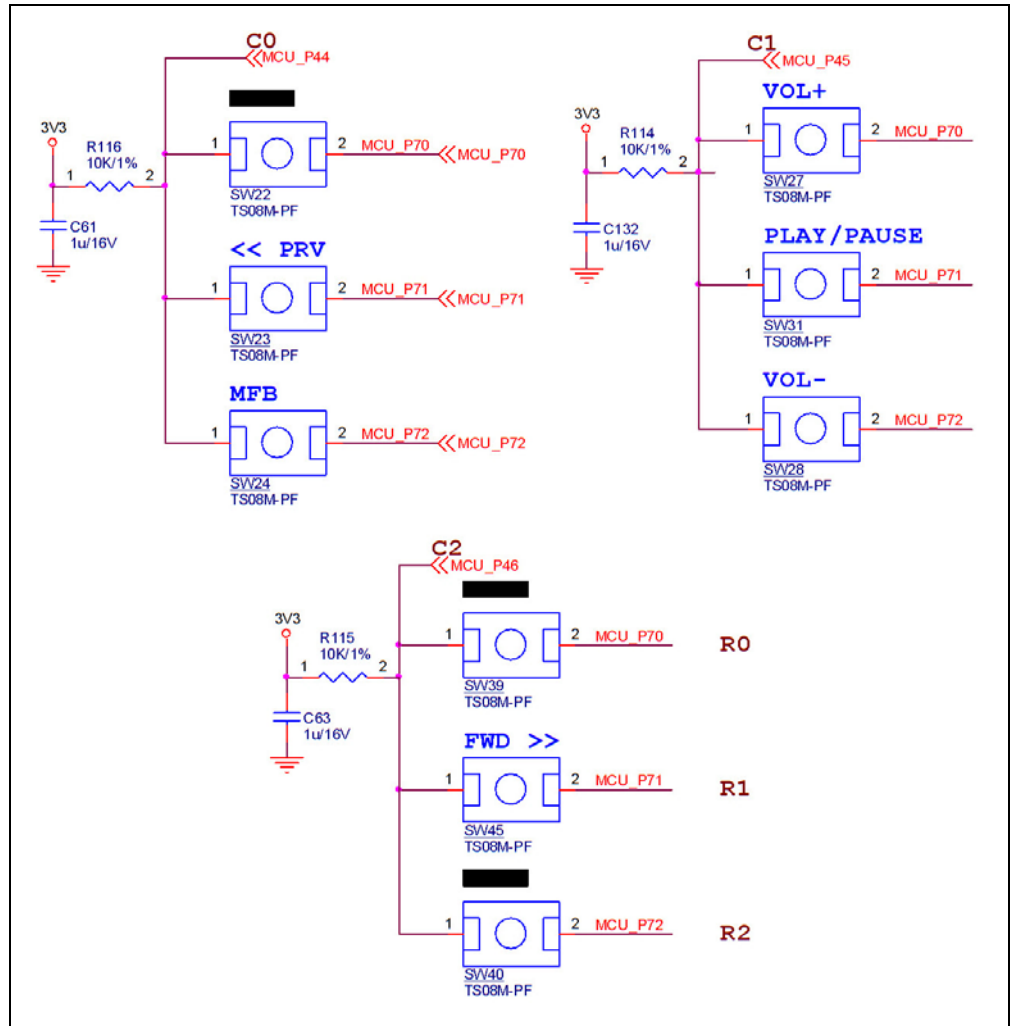 C0
MCU_P44
3V3
R116
10K/1%
1 2
C61
1u/16V
1 2 MCU_P70 MCU_P70
SW22
TS08M-PF
<< PRV
1 2 MCU_P71 MCU_P71
SW23
TS08M-PF
MFB
1 2 MCU_P72 MCU_P72
SW24
TS08M-PF
C1
MCU_P45
VOL+
3V3
R114
10K/1%
1 2
C132
1u/16V
1 2 MCU_P70
SW27
TS08M-PF
PLAY/PAUSE
1 2 MCU_P71
SW31
TS08M-PF
VOL-
1 2 MCU_P72
SW28
TS08M-PF
C2
MCU_P46
3V3
R115
10K/1%
1 2
C63
1u/16V
1 2 MCU_P70 R0
SW39
TS08M-PF
FWD >>
1 2 MCU_P71 R1
SW45
TS08M-PF
1 2 MCU_P72 R2
SW40
TS08M-PF